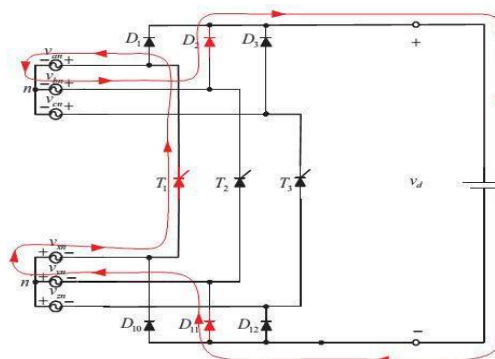 D1 D2 D3
van
− +
+
n − vbn +
− vcn +
T1 T2 T3
vd
vxn
+ −
n + vyn −
−
+ vzn −
D10 D11 D12